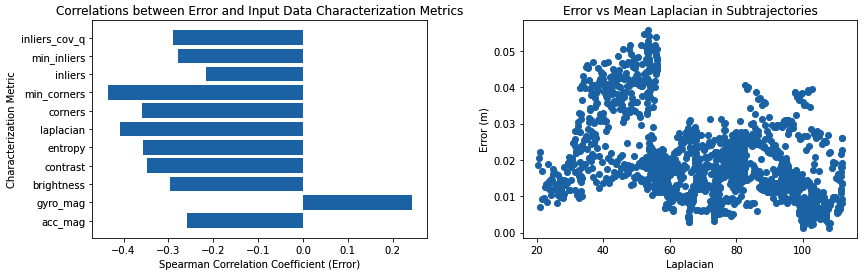 Correlations between Error and Input Data Characterization Metrics
Characterization Metric
inliers_cov_q
min_inliers
inliers
min_corners
corners
laplacian
entropy
contrast
brightness
gyro_mag
acc_mag
−0.4 −0.3 −0.2 −0.1 0.0 0.1 0.2
Spearman Correlation Coefficient (Error)
Error vs Mean Laplacian in Subtrajectories
Error (m)
0.05
0.04
0.03
0.02
0.01
0.00
20 40 60 80 100
Laplacian